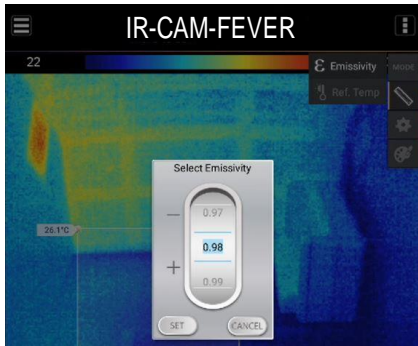 IR-CAM-FEVER
22
ε Emissivity
MODE
Ref. Temp
Select Emissivity
0.97
26.1°C
0.98
0.99
SET
CANCEL